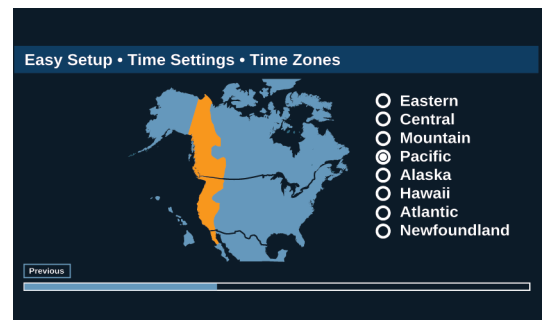 Easy Setup • Time Settings • Time Zones
Eastern
Central
Mountain
Pacific
Alaska
Hawaii
Atlantic
Newfoundland
Previous